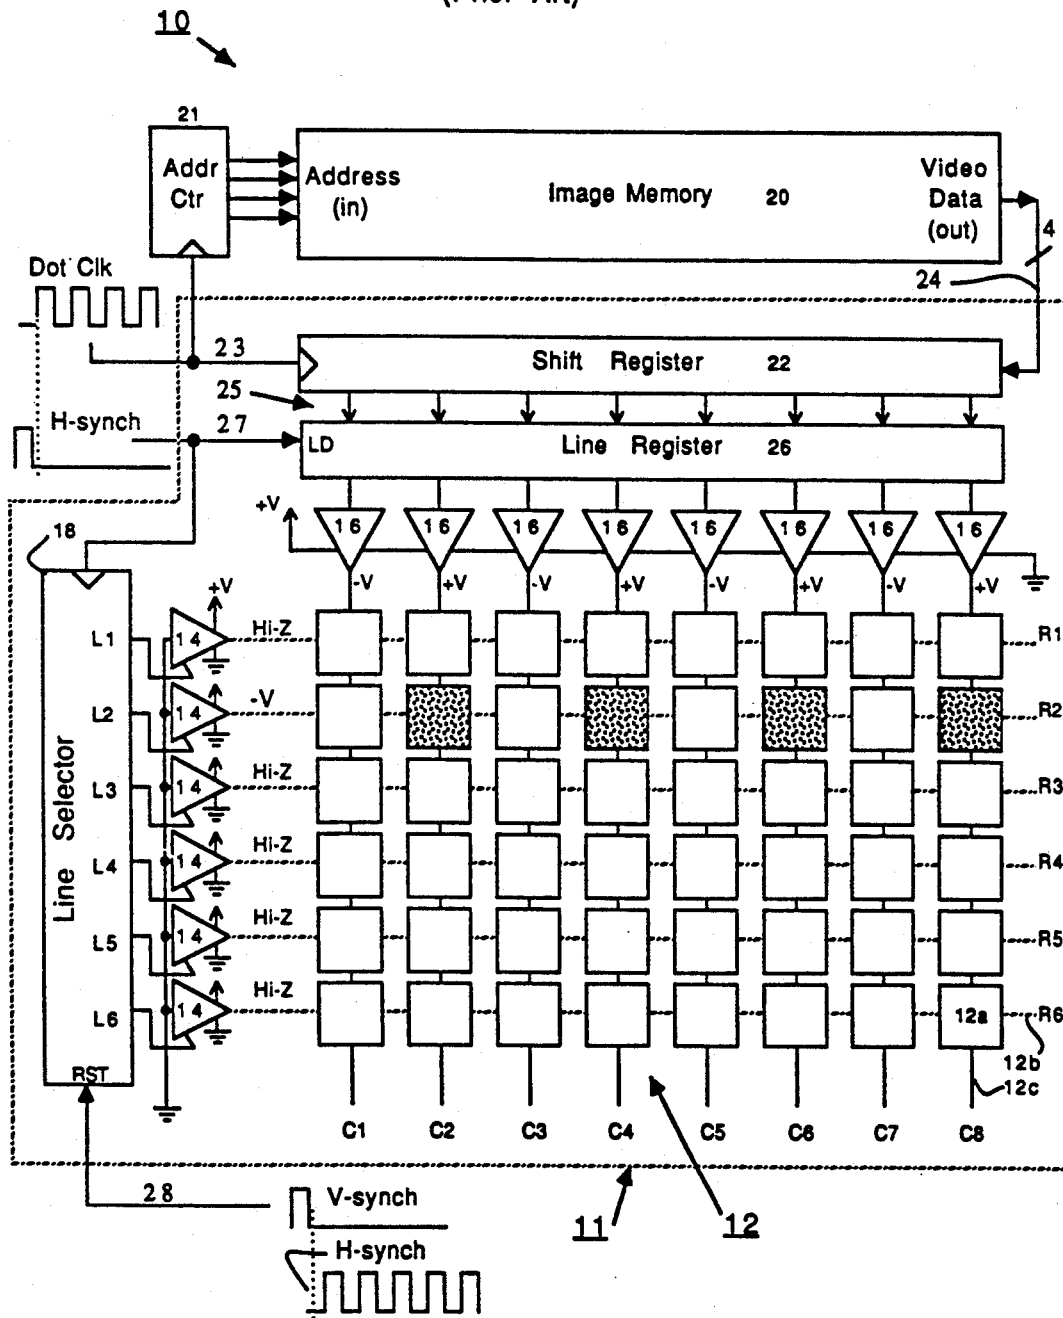 (Prior Art)
10
21
Addr
Ctr
Address
(in)
Image Memory 20
Video
Data
(out)
4
24
Dot Clk
23
Shift Register 22
25
H-synch
27
LD
Line Register 26
+V
16 16 16 16 16 16 16 16
18
-V +V -V +V -V +V -V +V
+V
L1 14 Hi-Z R1
L2 14 -V R2
L3 14 Hi-Z R3
L4 14 Hi-Z R4
L5 14 Hi-Z R5
L6 14 Hi-Z 12a R6
Line Selector
RST
12b
12c
C1 C2 C3 C4 C5 C6 C7 C8
28
V-synch
H-synch
11
12